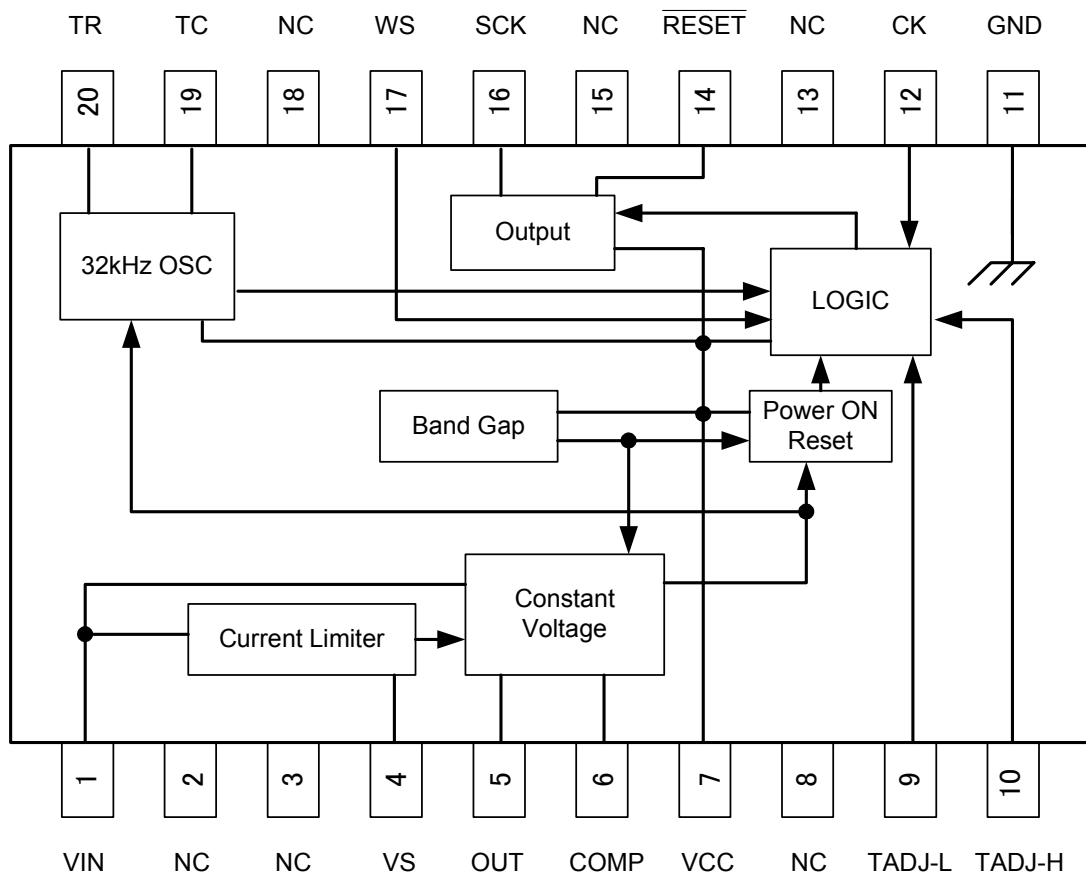 TR TC NC WS SCK NC RESET NC CK GND
20 19 18 17 16 15 14 13 12 11
Output
32kHz OSC
LOGIC
Band Gap
Power ON
Reset
Constant
Voltage
Current Limiter
1 2 3 4 5 6 7 8 9 10
VIN NC NC VS OUT COMP VCC NC TADJ-L TADJ-H